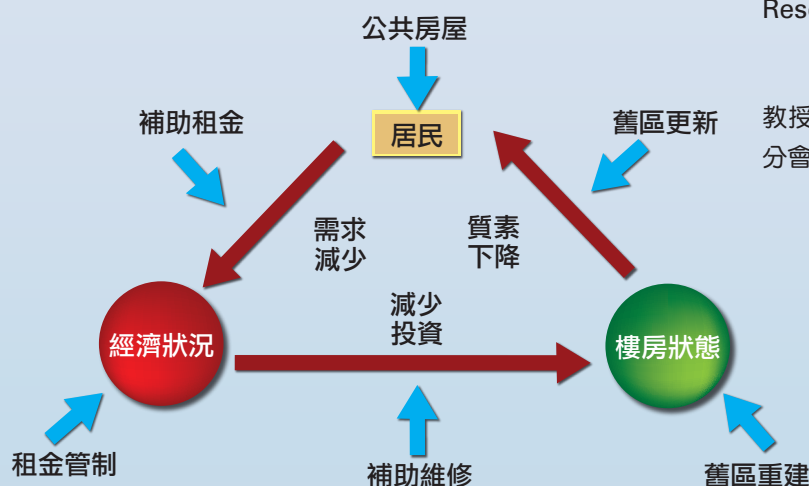 公共房屋
Rese
補助租金
居民
舊區更新
教授
分會
需求
減少
質素
下降
減少
投資
經濟狀況
樓房狀態
租金管制
補助維修
舊區重建